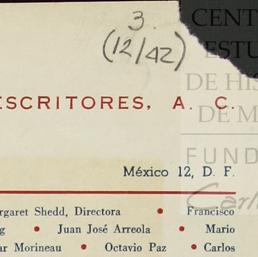 3.
(12/42)
CENT
ESTU
DE HIS
DE M
FUND
Carl
ESCRITORES, A. C.
México 12, D. F.
rgaret Shedd, Directora • Francisco
g • Juan José Arreola • Mario
ar Morineau • Octavio Paz • Carlos